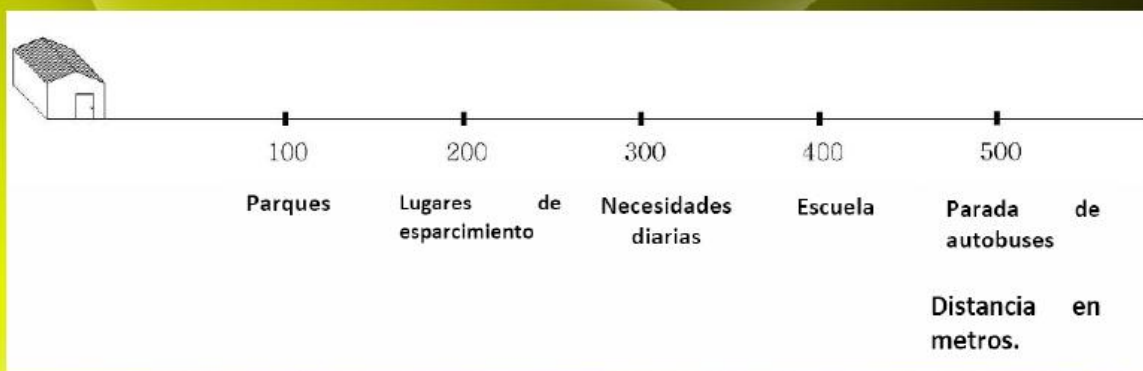 100 200 300 400 500
Parques
Lugares de
esparcimiento
Necesidades
diarias
Escuela
Parada de
autobuses
Distancia en
metros.